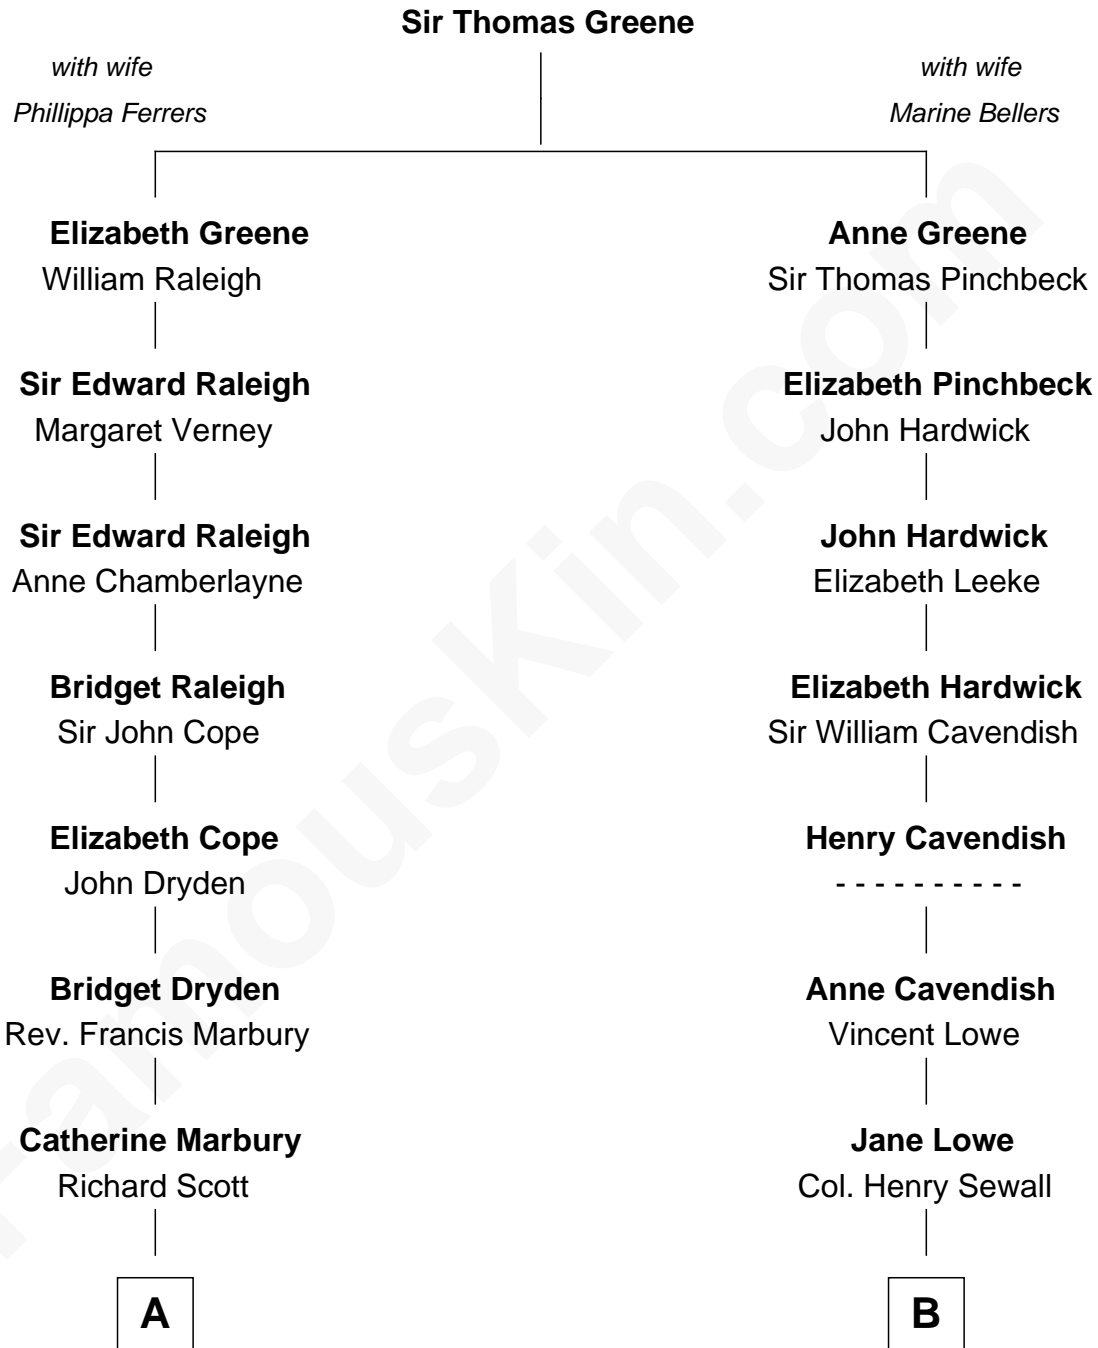 Sir Thomas Greene
with wife
Phillippa Ferrers
with wife
Marine Bellers
Elizabeth Greene
William Raleigh
Anne Greene
Sir Thomas Pinchbeck
Sir Edward Raleigh
Margaret Verney
Elizabeth Pinchbeck
John Hardwick
Sir Edward Raleigh
Anne Chamberlayne
John Hardwick
Elizabeth Leeke
Bridget Raleigh
Sir John Cope
Elizabeth Hardwick
Sir William Cavendish
Elizabeth Cope
John Dryden
Henry Cavendish
- - - - - - - - - -
Bridget Dryden
Rev. Francis Marbury
Anne Cavendish
Vincent Lowe
Catherine Marbury
Richard Scott
Jane Lowe
Col. Henry Sewall
A
B
FamousKin.com